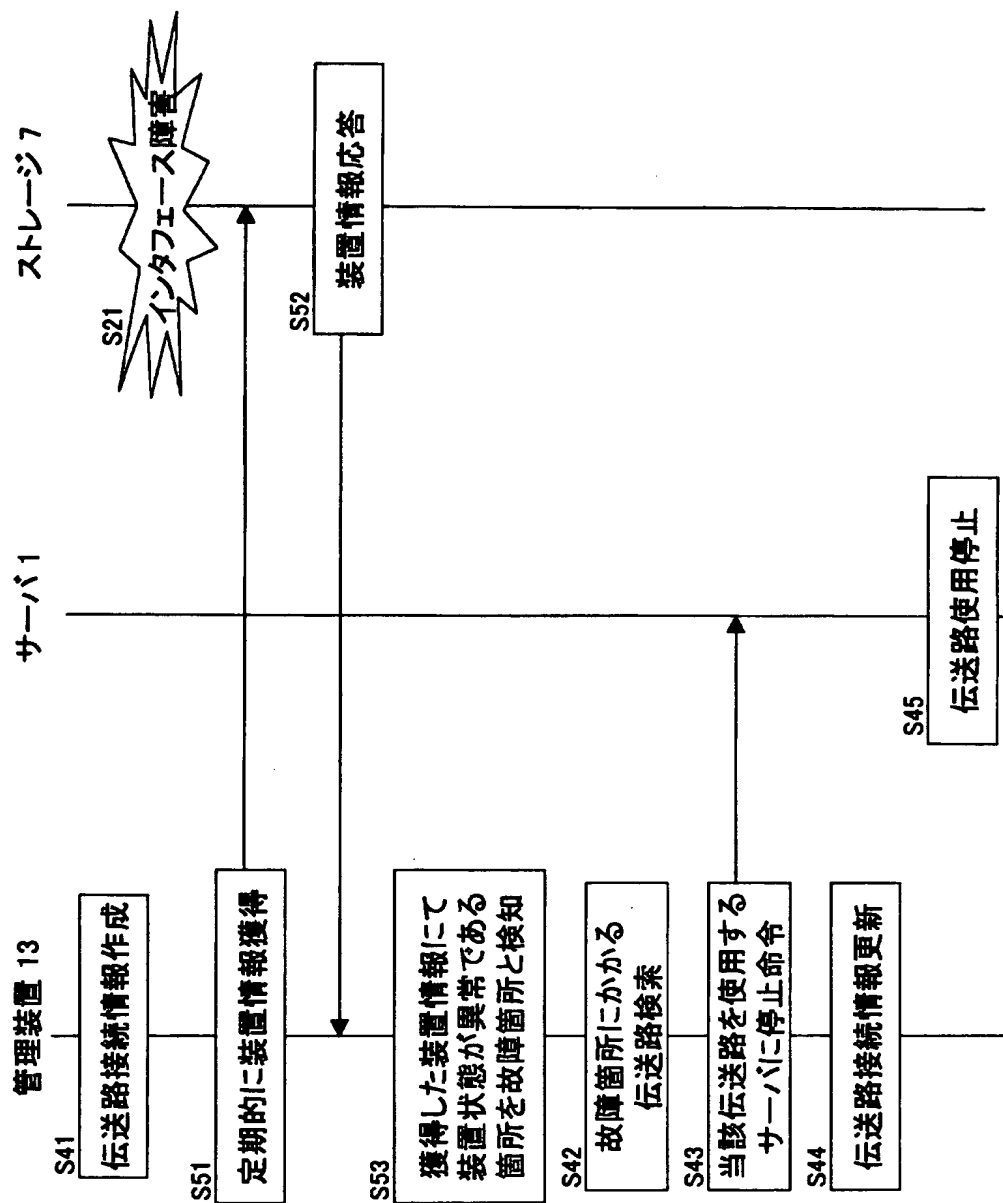 管理装置 13
サーバ 1
ストレージ 7
S41
伝送路接続情報作成
S21
インタフェース障害
S51
定期的に装置情報獲得
S52
装置情報応答
S53
獲得した装置情報にて
装置状態が異常である
箇所を故障箇所と検知
S42
故障箇所にかかる
伝送路検索
S43
当該伝送路を使用する
サーバに停止命令
S44
伝送路接続情報更新
S45
伝送路使用停止